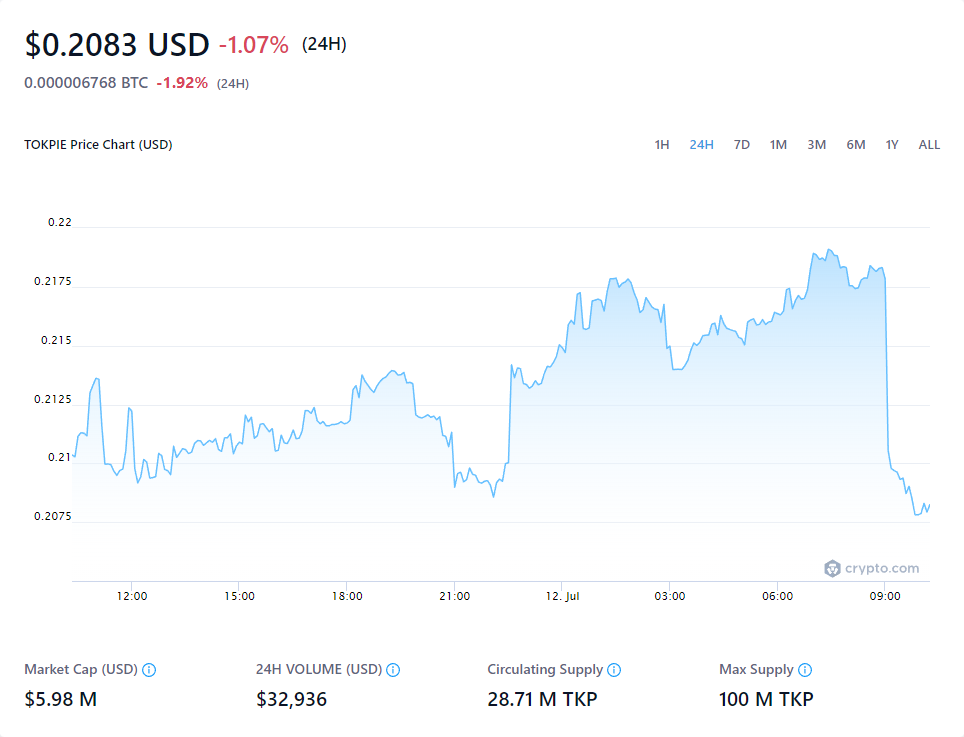 $0.2083 USD -1.07% (24H)
0.000006768 BTC -1.92% (24H)
TOKPIE Price Chart (USD) 1H 24H 7D 1M 3M 6M 1Y ALL
0.22
0.2175
0.215
0.2125
0.21
0.2075
crypto.com
12:00 15:00 18:00 21:00 12. Jul 03:00 06:00 09:00
Market Cap (USD) 24H VOLUME (USD) Circulating Supply Max Supply
$5.98 M $32,936 28.71 M TKP 100 M TKP